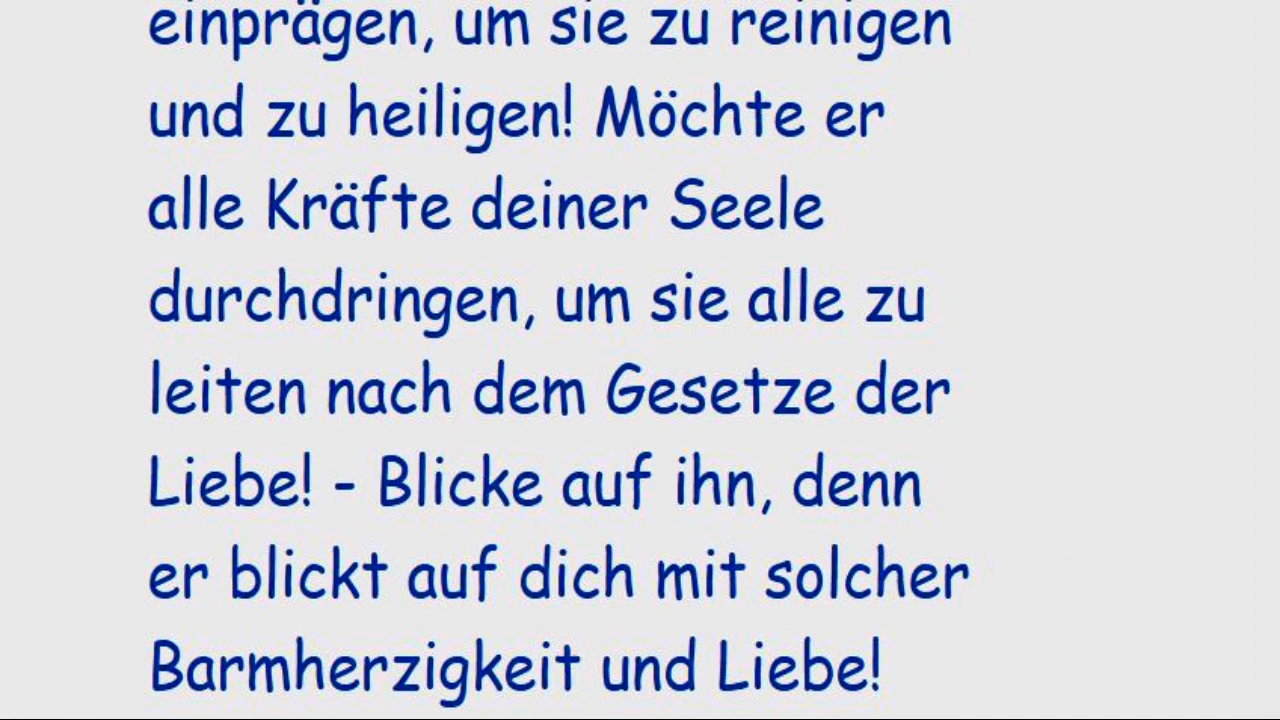 einprägen, um sie zu reinigen
und zu heiligen! Möchte er
alle Kräfte deiner Seele
durchdringen, um sie alle zu
leiten nach dem Gesetze der
Liebe! - Blicke auf ihn, denn
er blickt auf dich mit solcher
Barmherzigkeit und Liebe!